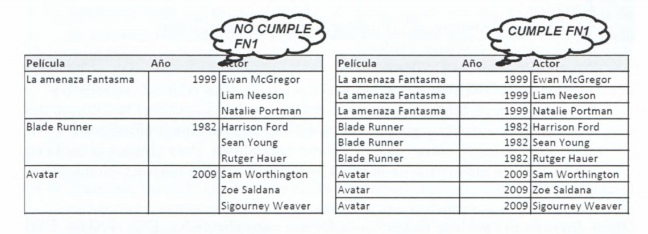 NO CUMPLE
FN1
Película Año Actor
La amenaza Fantasma 1999 Ewan McGregor
Liam Neeson
Natalie Portman
Blade Runner 1982 Harrison Ford
Sean Young
Rutger Hauer
Avatar 2009 Sam Worthington
Zoe Saldana
Sigourney Weaver
CUMPLE FN1
Película Año Actor
La amenaza Fantasma 1999 Ewan McGregor
La amenaza Fantasma 1999 Liam Neeson
La amenaza Fantasma 1999 Natalie Portman
Blade Runner 1982 Harrison Ford
Blade Runner 1982 Sean Young
Blade Runner 1982 Rutger Hauer
Avatar 2009 Sam Worthington
Avatar 2009 Zoe Saldana
Avatar 2009 Sigourney Weaver